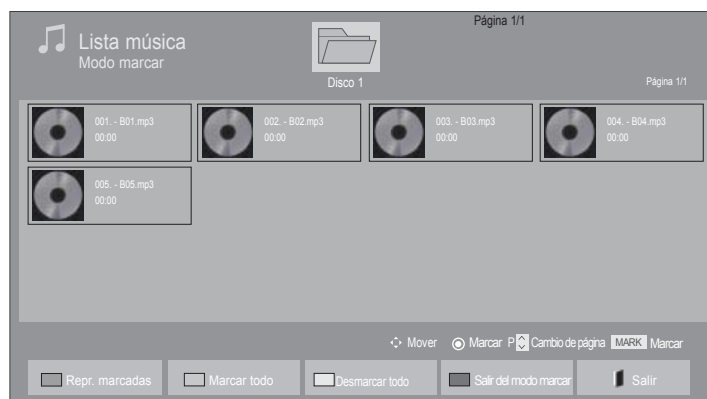 Página 1/1
Lista música
Modo marcar
Disco 1
Página 1/1
001. - B01.mp3
00:00
002. - B02.mp3
00:00
003. - B03.mp3
00:00
004. - B04.mp3
00:00
005. - B05.mp3
00:00
Mover Marcar P Cambio de página MARK Marcar
Repr. marcadas Marcar todo Desmarcar todo Salir del modo marcar Salir